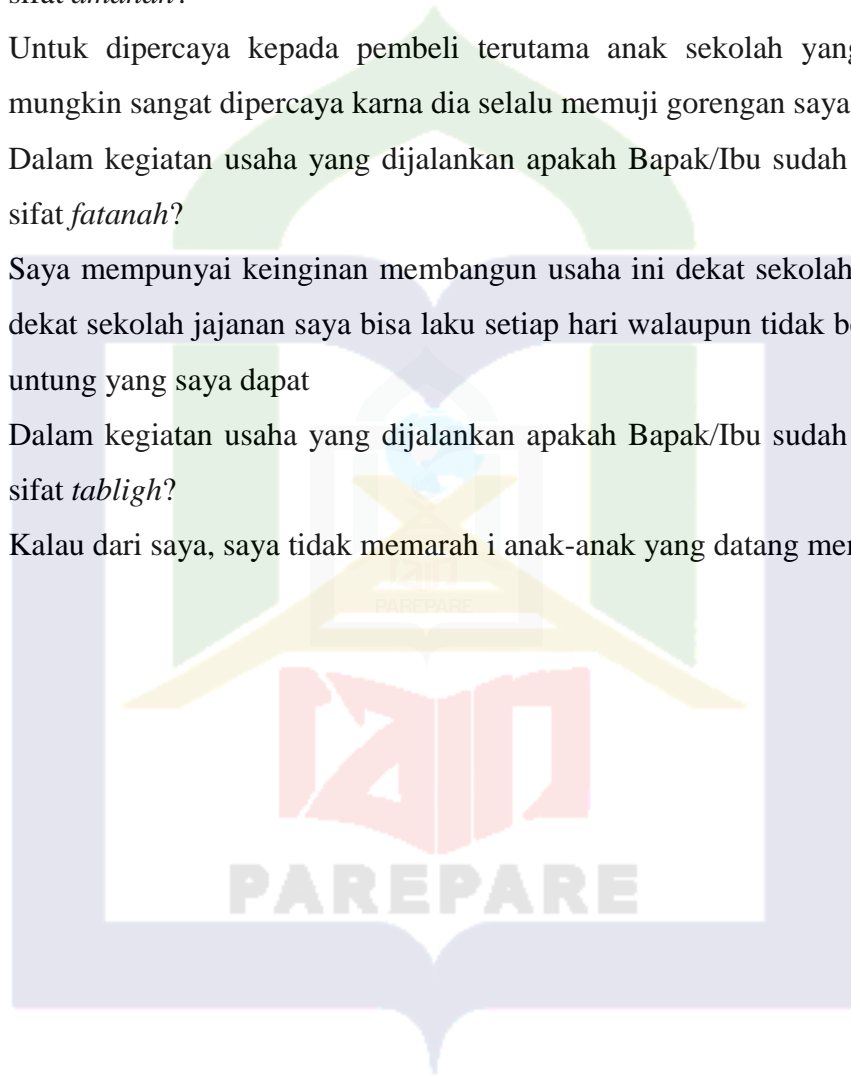 sifat amanah?
Untuk dipercaya kepada pembeli terutama anak sekolah yang
mungkin sangat dipercaya karna dia selalu memuji gorengan saya
Dalam kegiatan usaha yang dijalankan apakah Bapak/Ibu sudah
sifat fatanah?
Saya mempunyai keinginan membangun usaha ini dekat sekolah
dekat sekolah jajanan saya bisa laku setiap hari walaupun tidak
untung yang saya dapat
Dalam kegiatan usaha yang dijalankan apakah Bapak/Ibu sudah
sifat tabligh?
Kalau dari saya, saya tidak memarah i anak-anak yang datang
PAREPARE
iain
PAREPARE